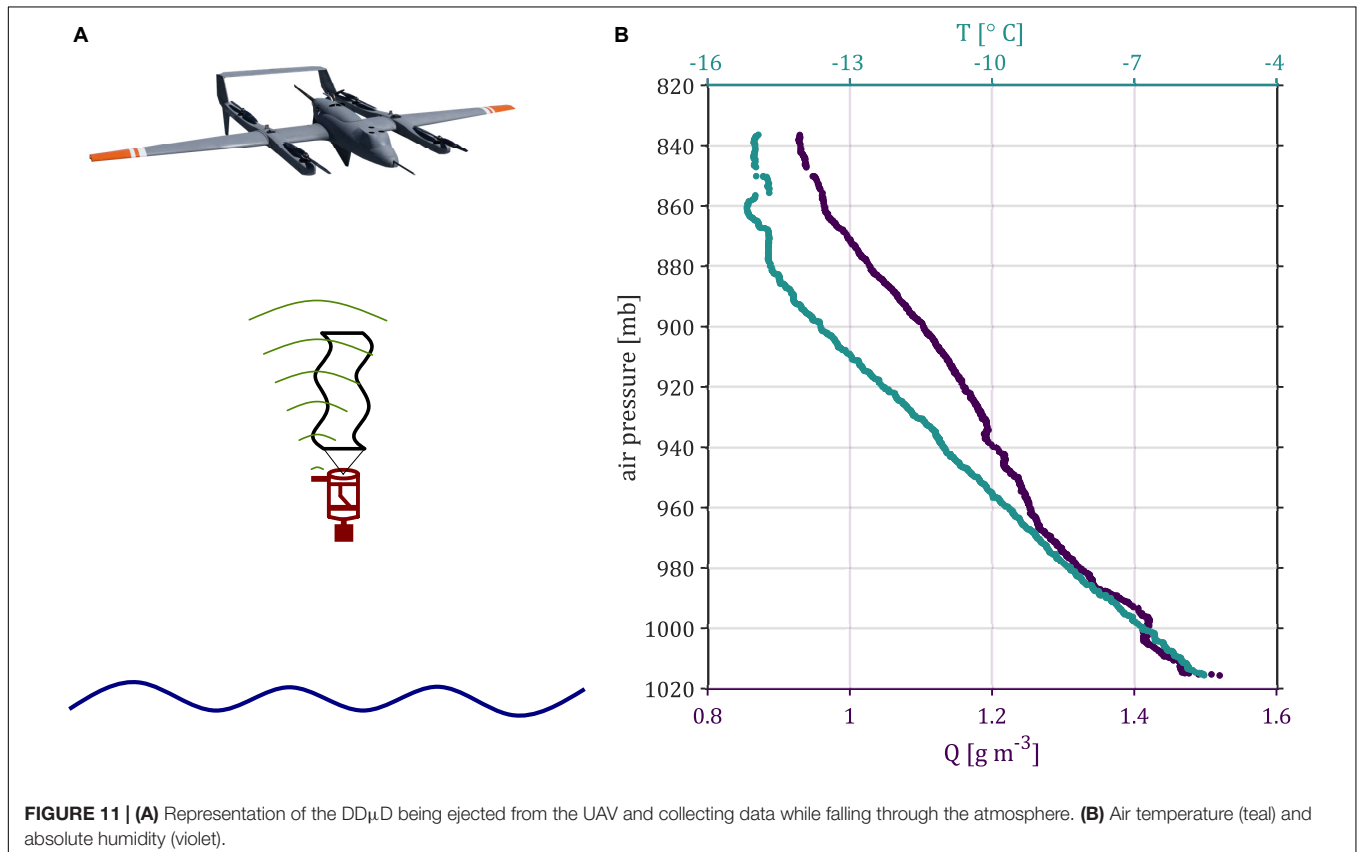 A
B
T [° C]
-16 -13 -10 -7 -4
820
840
860
880
900
920
940
960
980
1000
1020
air pressure [mb]
0.8 1 1.2 1.4 1.6
Q [g m⁻³]
FIGURE 11 | (A) Representation of the DDμD being ejected from the UAV and collecting data while falling through the atmosphere. (B) Air temperature (teal) and
absolute humidity (violet).